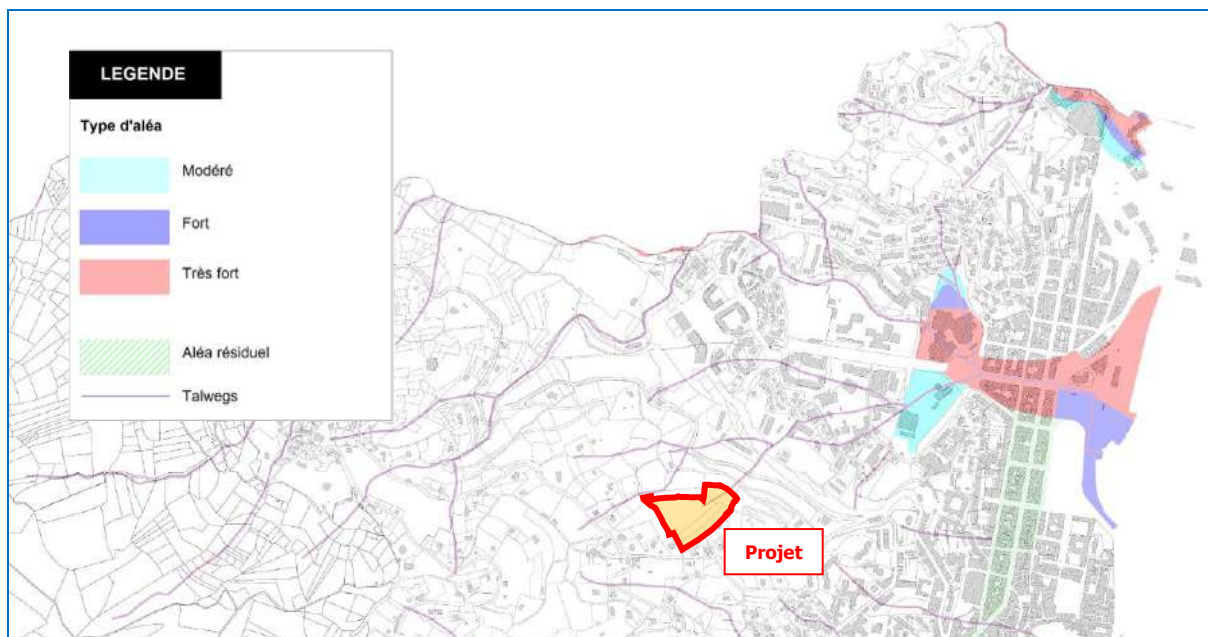 LEGENDE
Type d'aléa
Modéré
Fort
Très fort
Aléa résiduel
Talwegs
Projet